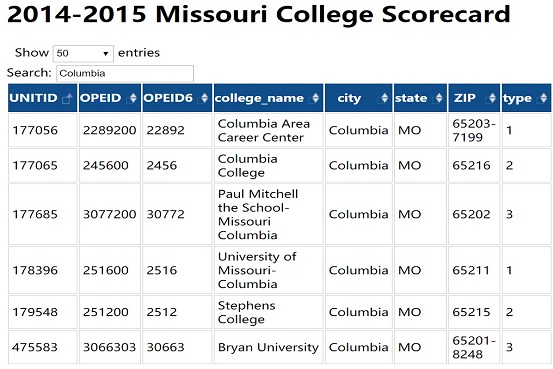 2014-2015 Missouri College Scorecard
Show 50 entries
Search: Columbia
UNITID OPEID OPEID6 college_name city state ZIP type
177056 2289200 22892 Columbia Area Career Center Columbia MO 65203-7199 1
177065 245600 2456 Columbia College Columbia MO 65216 2
177685 3077200 30772 Paul Mitchell the School-Missouri Columbia Columbia MO 65202 3
178396 251600 2516 University of Missouri-Columbia Columbia MO 65211 1
179548 251200 2512 Stephens College Columbia MO 65215 2
475583 3066303 30663 Bryan University Columbia MO 65201-8248 3